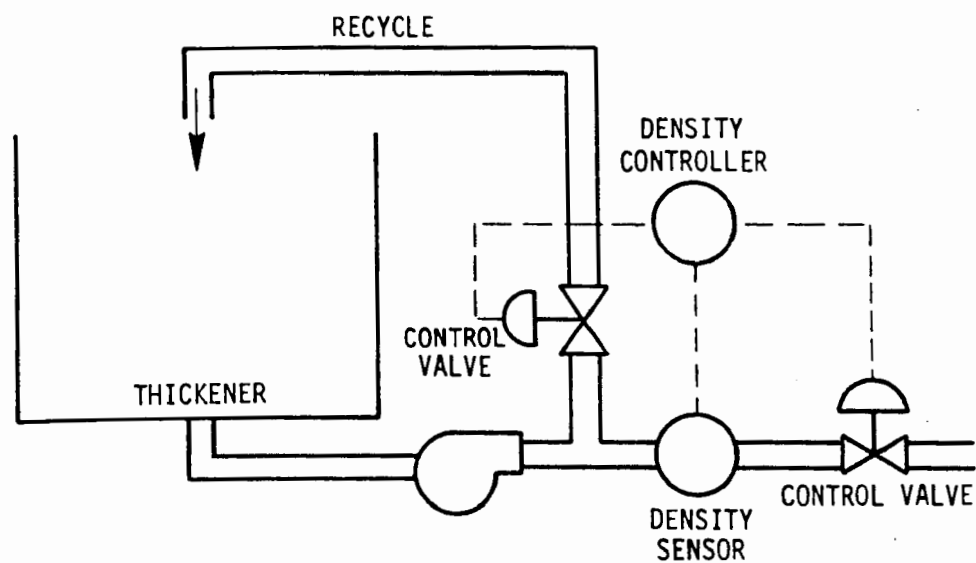 RECYCLE
DENSITY
CONTROLLER
CONTROL
VALVE
THICKENER
CONTROL VALVE
DENSITY
SENSOR